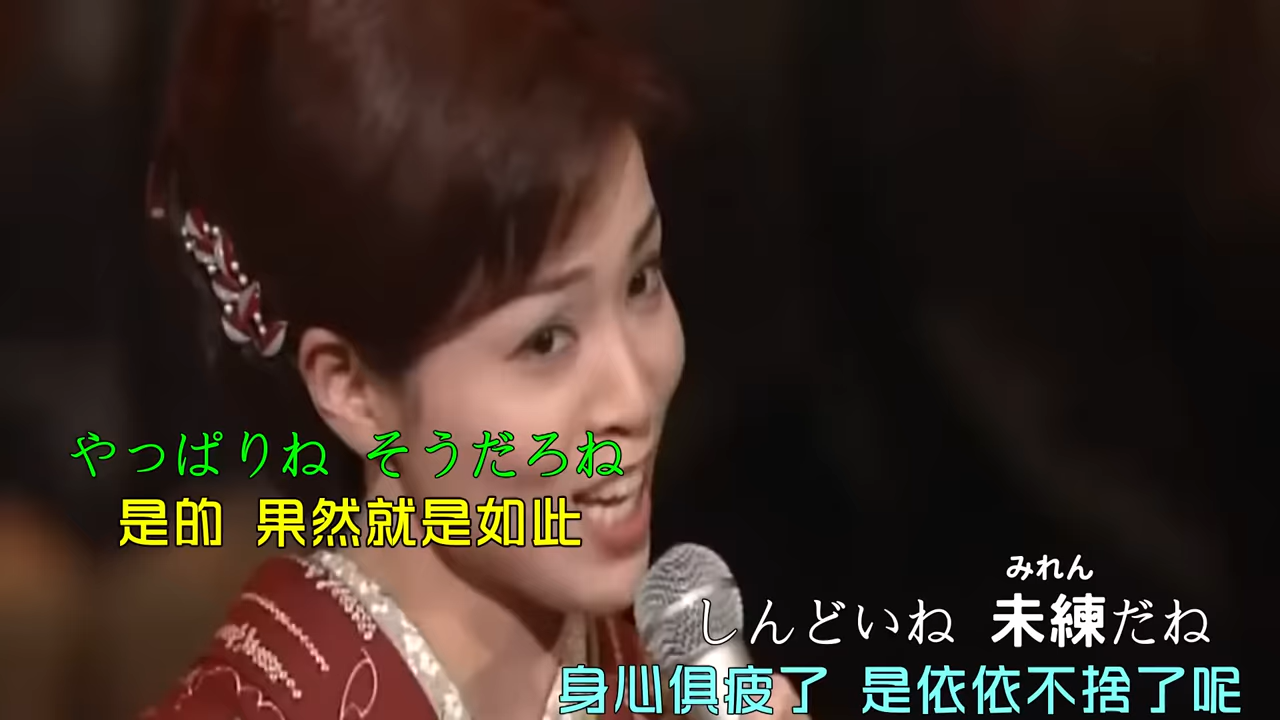 やっぱりね そうだろね
是的 果然就是如此
みれん
しんどいね 未練だね
身心俱疲了 是依依不捨了呢